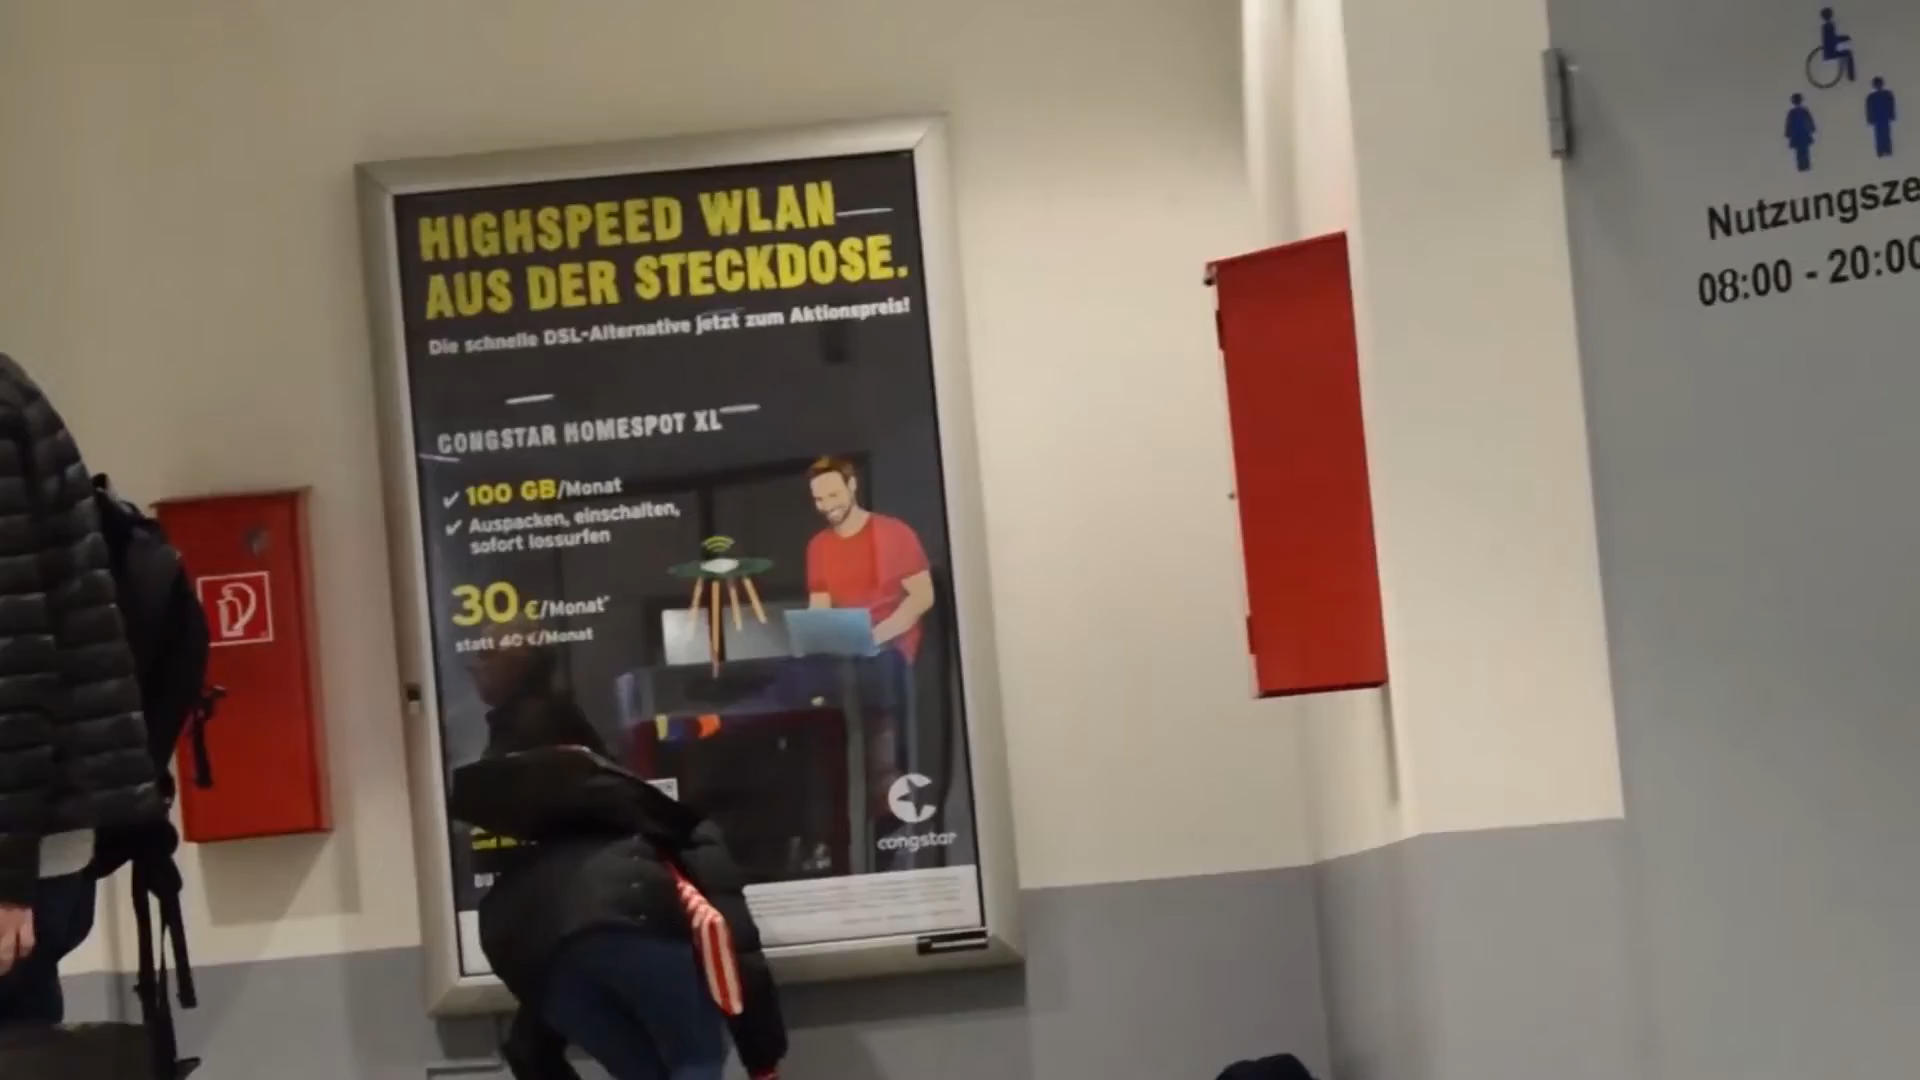 HIGHSPEED WLAN
AUS DER STECKDOSE.
Die schnelle DSL-Alternative jetzt zum Aktionspreis!
CONGSTAR HOMESPOT XL
✓ 100 GB/Monat
✓ Auspacken, einschalten,
sofort lossurfen
30 €/Monat*
statt 40 €/Monat
congstar
und
Nutzungsze
08:00 - 20:00